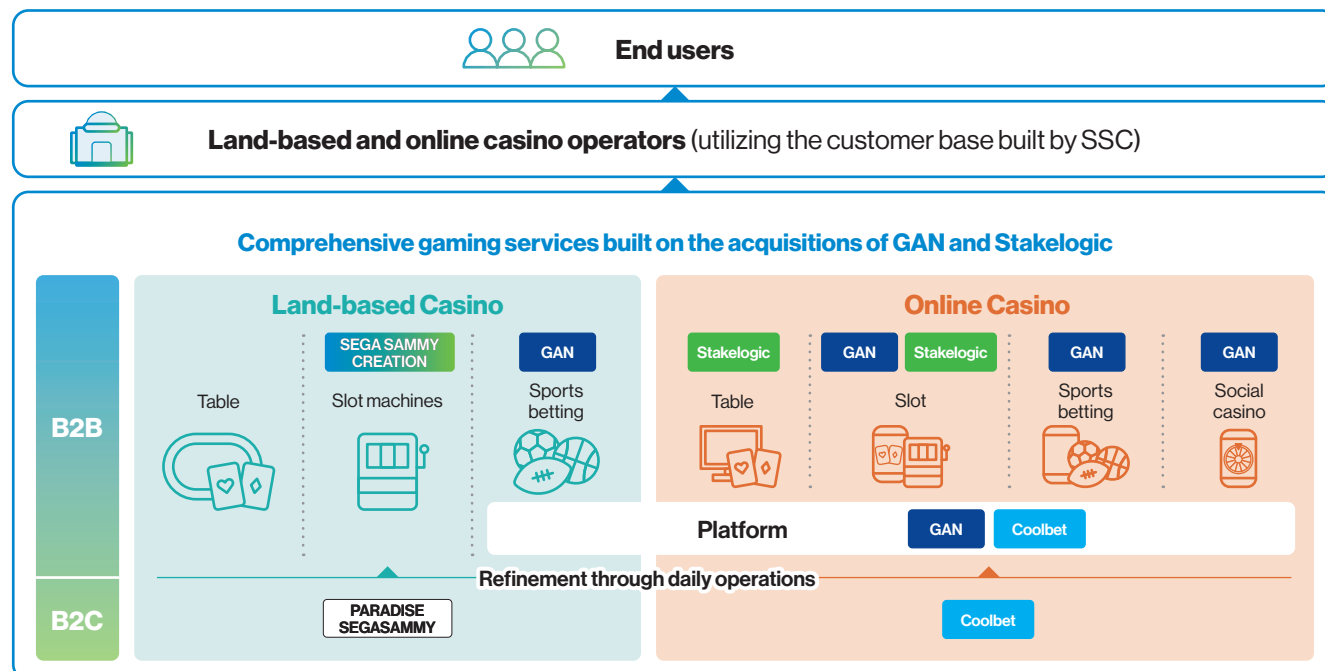 End users
Land-based and online casino operators (utilizing the customer base built by SSC)
Comprehensive gaming services built on the acquisitions of GAN and Stakelogic
B2B
Land-based Casino
Table
SEGA SAMMY
CREATION
Slot machines
GAN
Sports
betting
Online Casino
Stakelogic
Table
GAN
Stakelogic
Slot
GAN
Sports
betting
GAN
Social
casino
Platform
GAN
Coolbet
Refinement through daily operations
B2C
PARADISE
SEGASAMMY
Coolbet